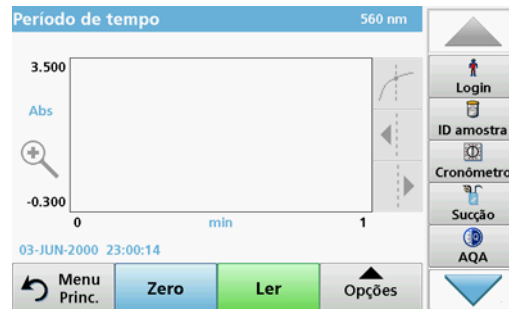 Período de tempo
560 nm
3.500
Abs
-0.300
0
min
1
03-JUN-2000 23:00:14
Menu
Princ.
Zero
Ler
Opções
Login
ID amostra
Cronômetro
Sucção
AQA